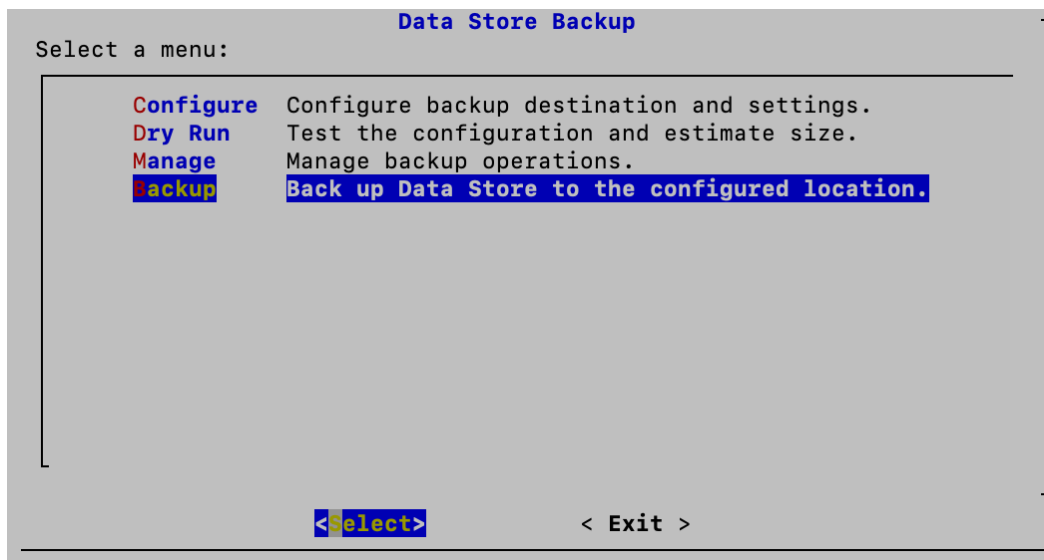 Data Store Backup
Select a menu:
Configure Configure backup destination and settings.
Dry Run Test the configuration and estimate size.
Manage Manage backup operations.
Backup Back up Data Store to the configured location.
<Select> < Exit >